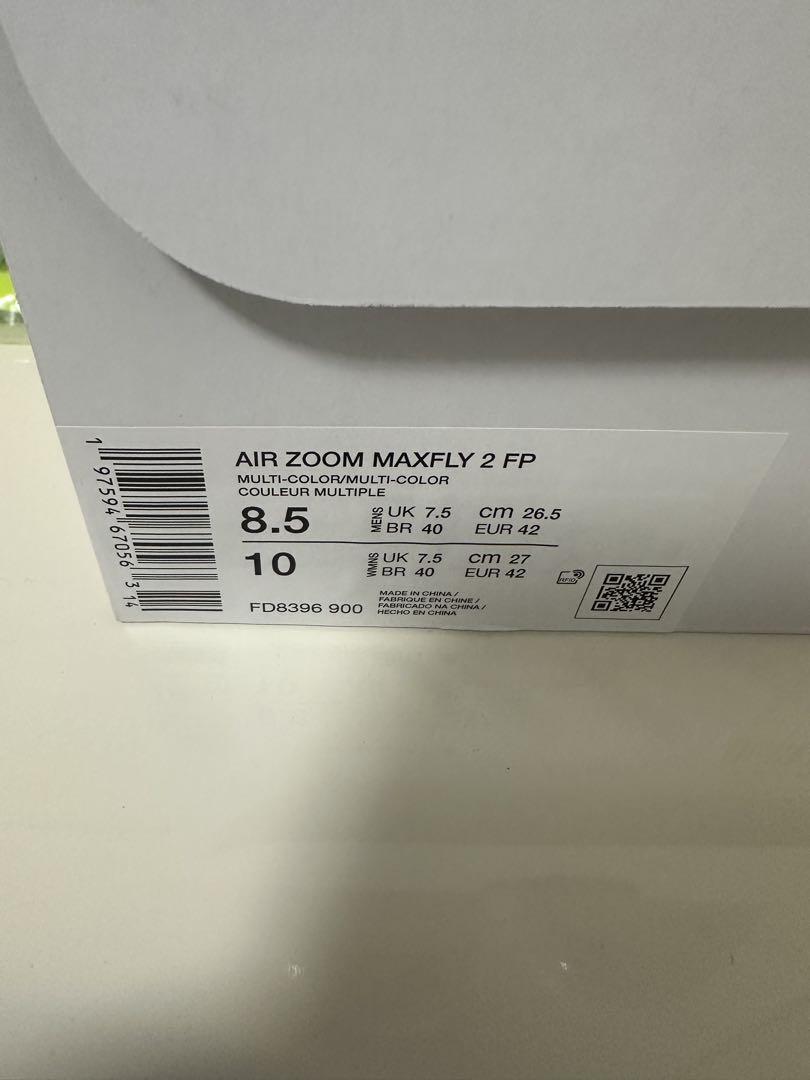 AIR ZOOM MAXFLY 2 FP
MULTI-COLOR/MULTI-COLOR
COULEUR MULTIPLE
8.5 MENS UK 7.5 cm 26.5
BR 40 EUR 42
10 WMNS UK 7.5 cm 27
BR 40 EUR 42
RFID
FD8396 900
MADE IN CHINA /
FABRIQUE EN CHINE /
FABRICADO NA CHINA /
HECHO EN CHINA
1 97594 67056 3 14